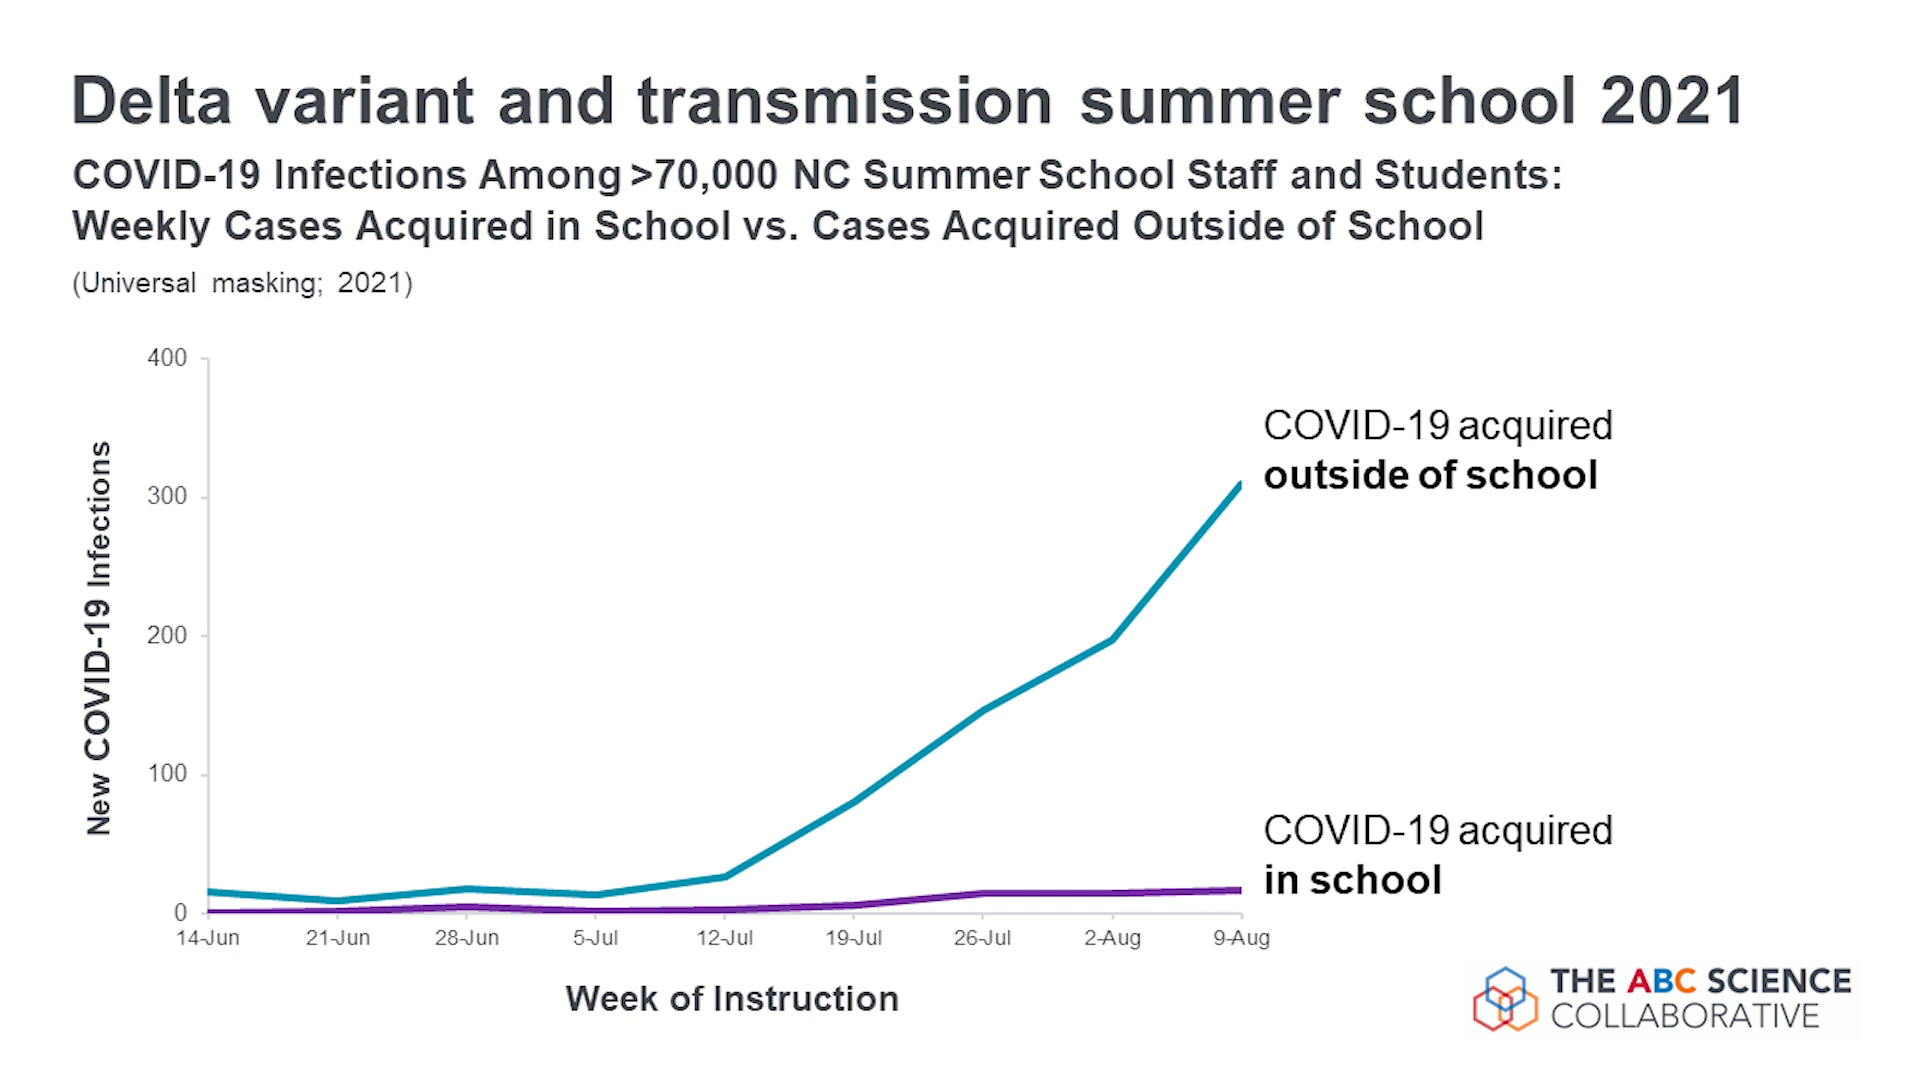 Delta variant and transmission summer school 2021
COVID-19 Infections Among >70,000 NC Summer School Staff and Students:
Weekly Cases Acquired in School vs. Cases Acquired Outside of School
(Universal masking; 2021)
New COVID-19 Infections
400
300
200
100
0
COVID-19 acquired
outside of school
COVID-19 acquired
in school
14-Jun 21-Jun 28-Jun 5-Jul 12-Jul 19-Jul 26-Jul 2-Aug 9-Aug
Week of Instruction
THE ABC SCIENCE
COLLABORATIVE